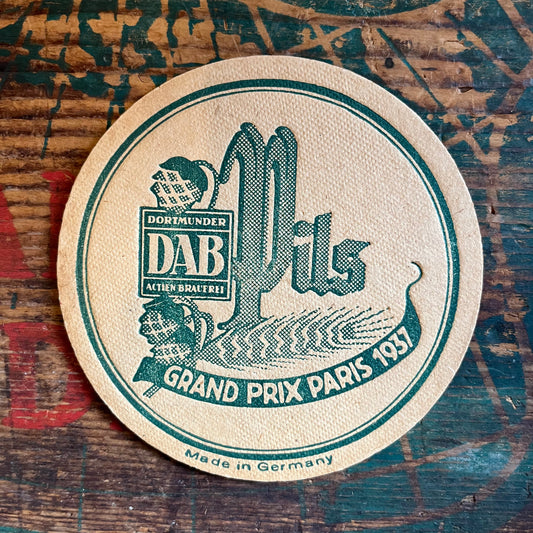 DORTMUNDER
DAB
ACTIEN BRAUEREI
Pils
GRAND PRIX PARIS 1937
Made in Germany